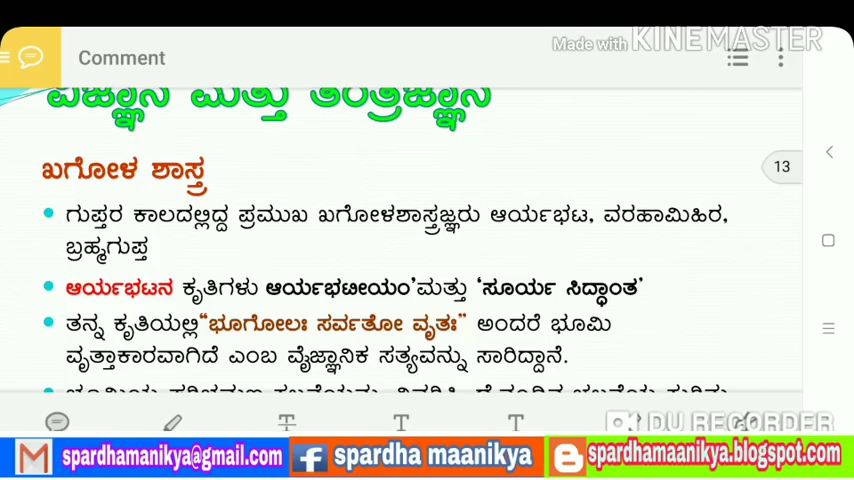 Made with KINEMASTER
Comment
ವಿಜ್ಞಾನ ಮತ್ತು ತಂತ್ರಜ್ಞಾನ
ಖಗೋಳ ಶಾಸ್ತ್ರ
13
ಗುಪ್ತರ ಕಾಲದಲ್ಲಿದ್ದ ಪ್ರಮುಖ ಖಗೋಳಶಾಸ್ತ್ರಜ್ಞರು ಆರ್ಯಭಟ, ವರಹಾಮಿಹಿರ,
ಬ್ರಹ್ಮಗುಪ್ತ
ಆರ್ಯಭಟನ ಕೃತಿಗಳು ಆರ್ಯಭಟೀಯಂ’ಮತ್ತು ‘ಸೂರ್ಯ ಸಿದ್ಧಾಂತ’
ತನ್ನ ಕೃತಿಯಲ್ಲಿ“ಭೂಗೋಲಃ ಸರ್ವತೋ ವೃತಃ” ಅಂದರೆ ಭೂಮಿ
ವೃತ್ತಾಕಾರವಾಗಿದೆ ಎಂಬ ವೈಜ್ಞಾನಿಕ ಸತ್ಯವನ್ನು ಸಾರಿದ್ದಾನೆ.
DU RECORDER
spardhamanikya@gmail.com
spardha maanikya
spardhamaanikya.blogspot.com